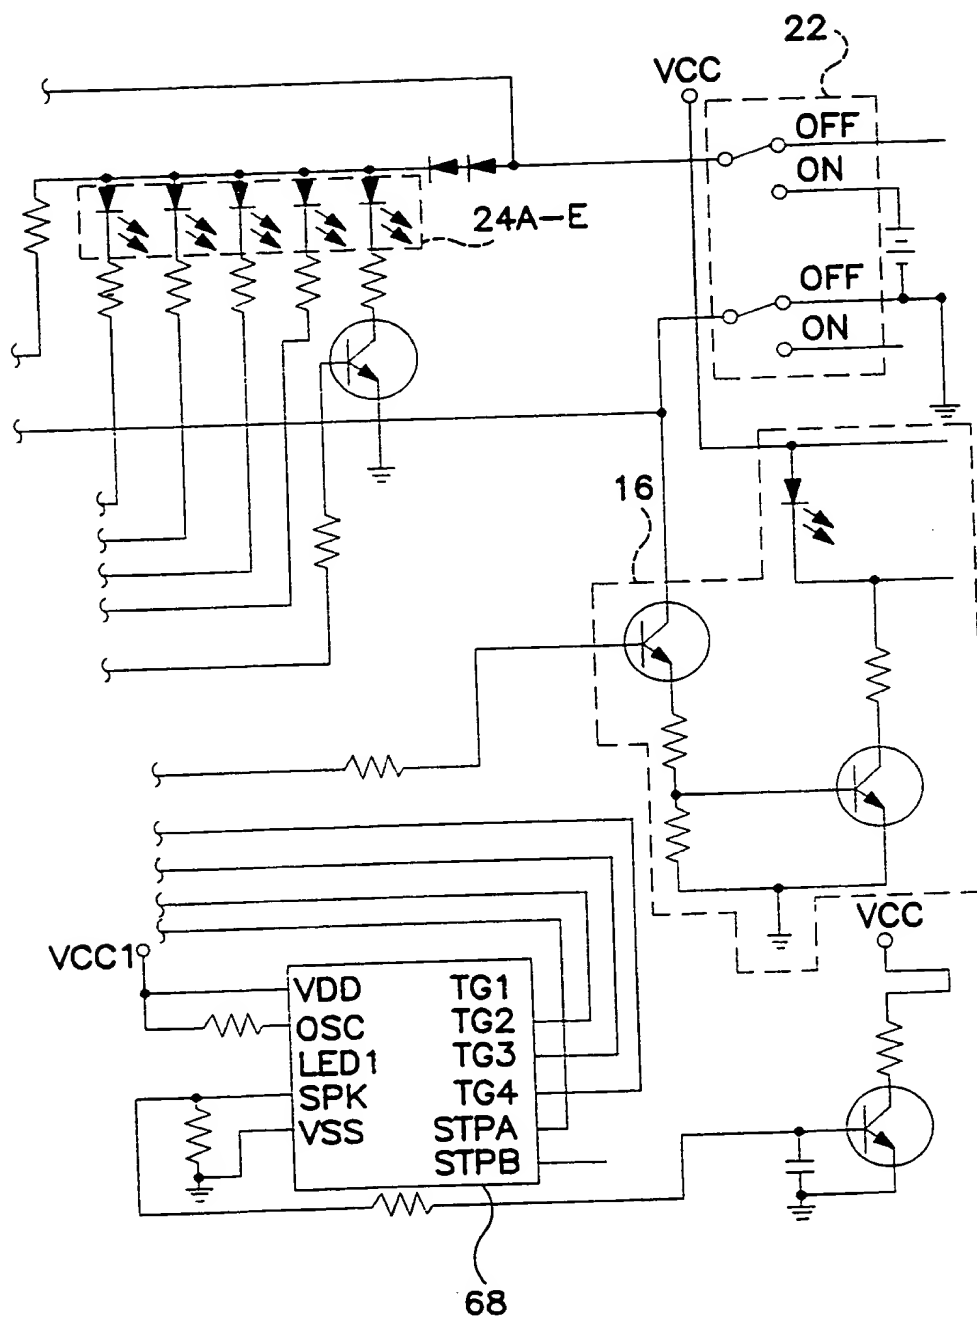 22
VCC
OFF
ON
24A-E
OFF
ON
16
VCC
VCC1
VDD
OSC
LED1
SPK
VSS
TG1
TG2
TG3
TG4
STPA
STPB
68